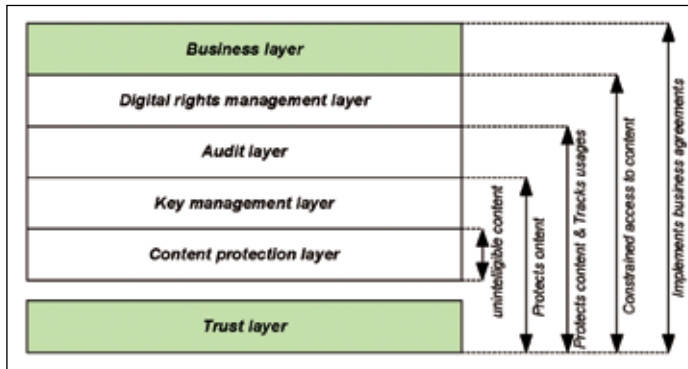 Business layer
Digital rights management layer
Audit layer
Key management layer
Content protection layer
Trust layer
unintelligible content
Protects ontent
Protects content & Tracks usages
Constrained access to content
Implements business agreements